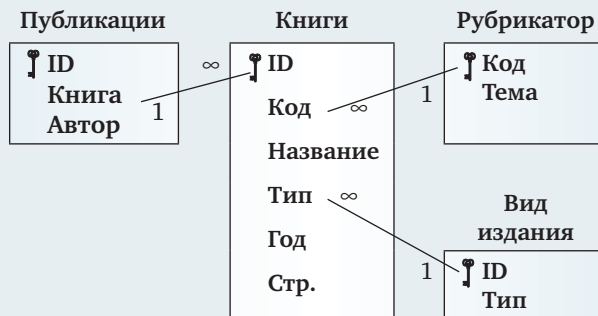 Публикации
ID
Книга
Автор
1
∞
Книги
ID
Код ∞
Название
Тип ∞
Год
Стр.
Рубрикатор
Код
Тема
1
Вид
издания
ID
Тип
1